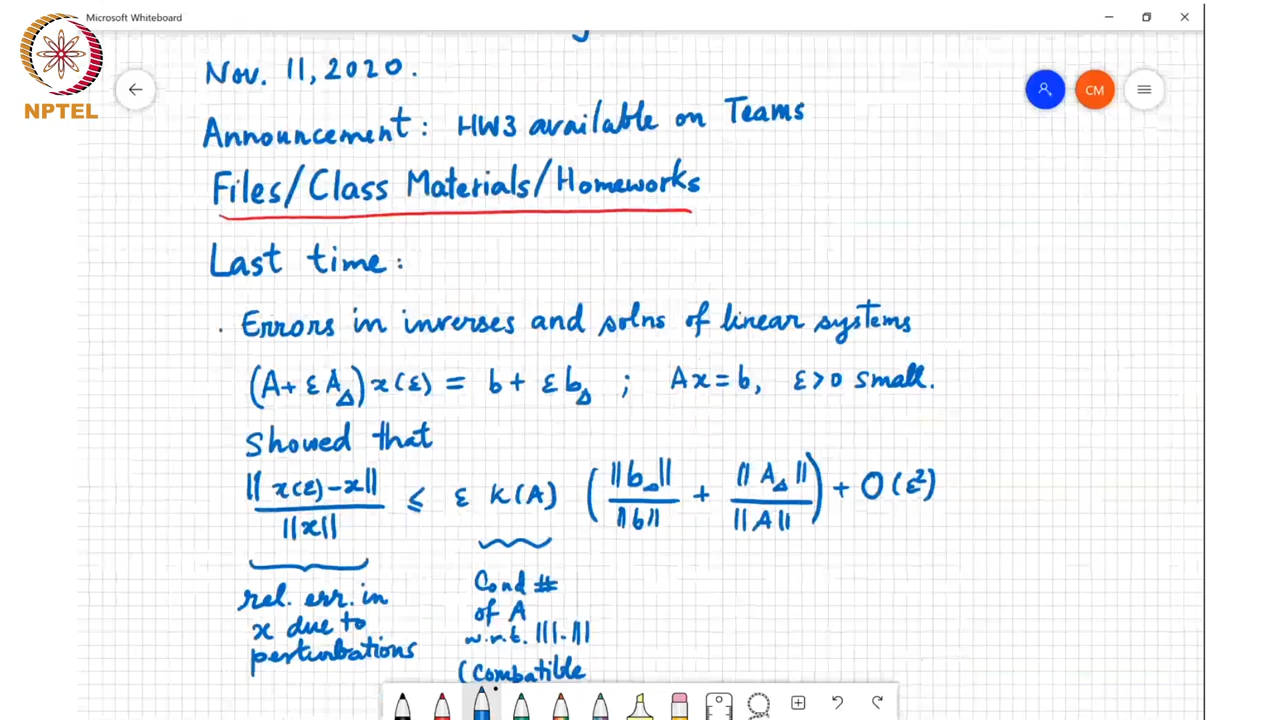 Microsoft Whiteboard
NPTEL
CM
Nov. 11, 2020.
Announcement: HW3 available on Teams
Files/Class Materials/Homeworks
Last time:
. Errors in inverses and solns of linear systems
(A + ε A_Δ) x(ε) = b + ε b_Δ ; Ax = b, ε > 0 small.
Showed that
||x(ε) - x|| / ||x|| ≤ ε K(A) ( ||b_Δ|| / ||b|| + ||A_Δ|| / ||A|| ) + O(ε²)
rel. err. in
x due to
perturbations
Cond #
of A
w.r.t. |||·|||
(Combatible